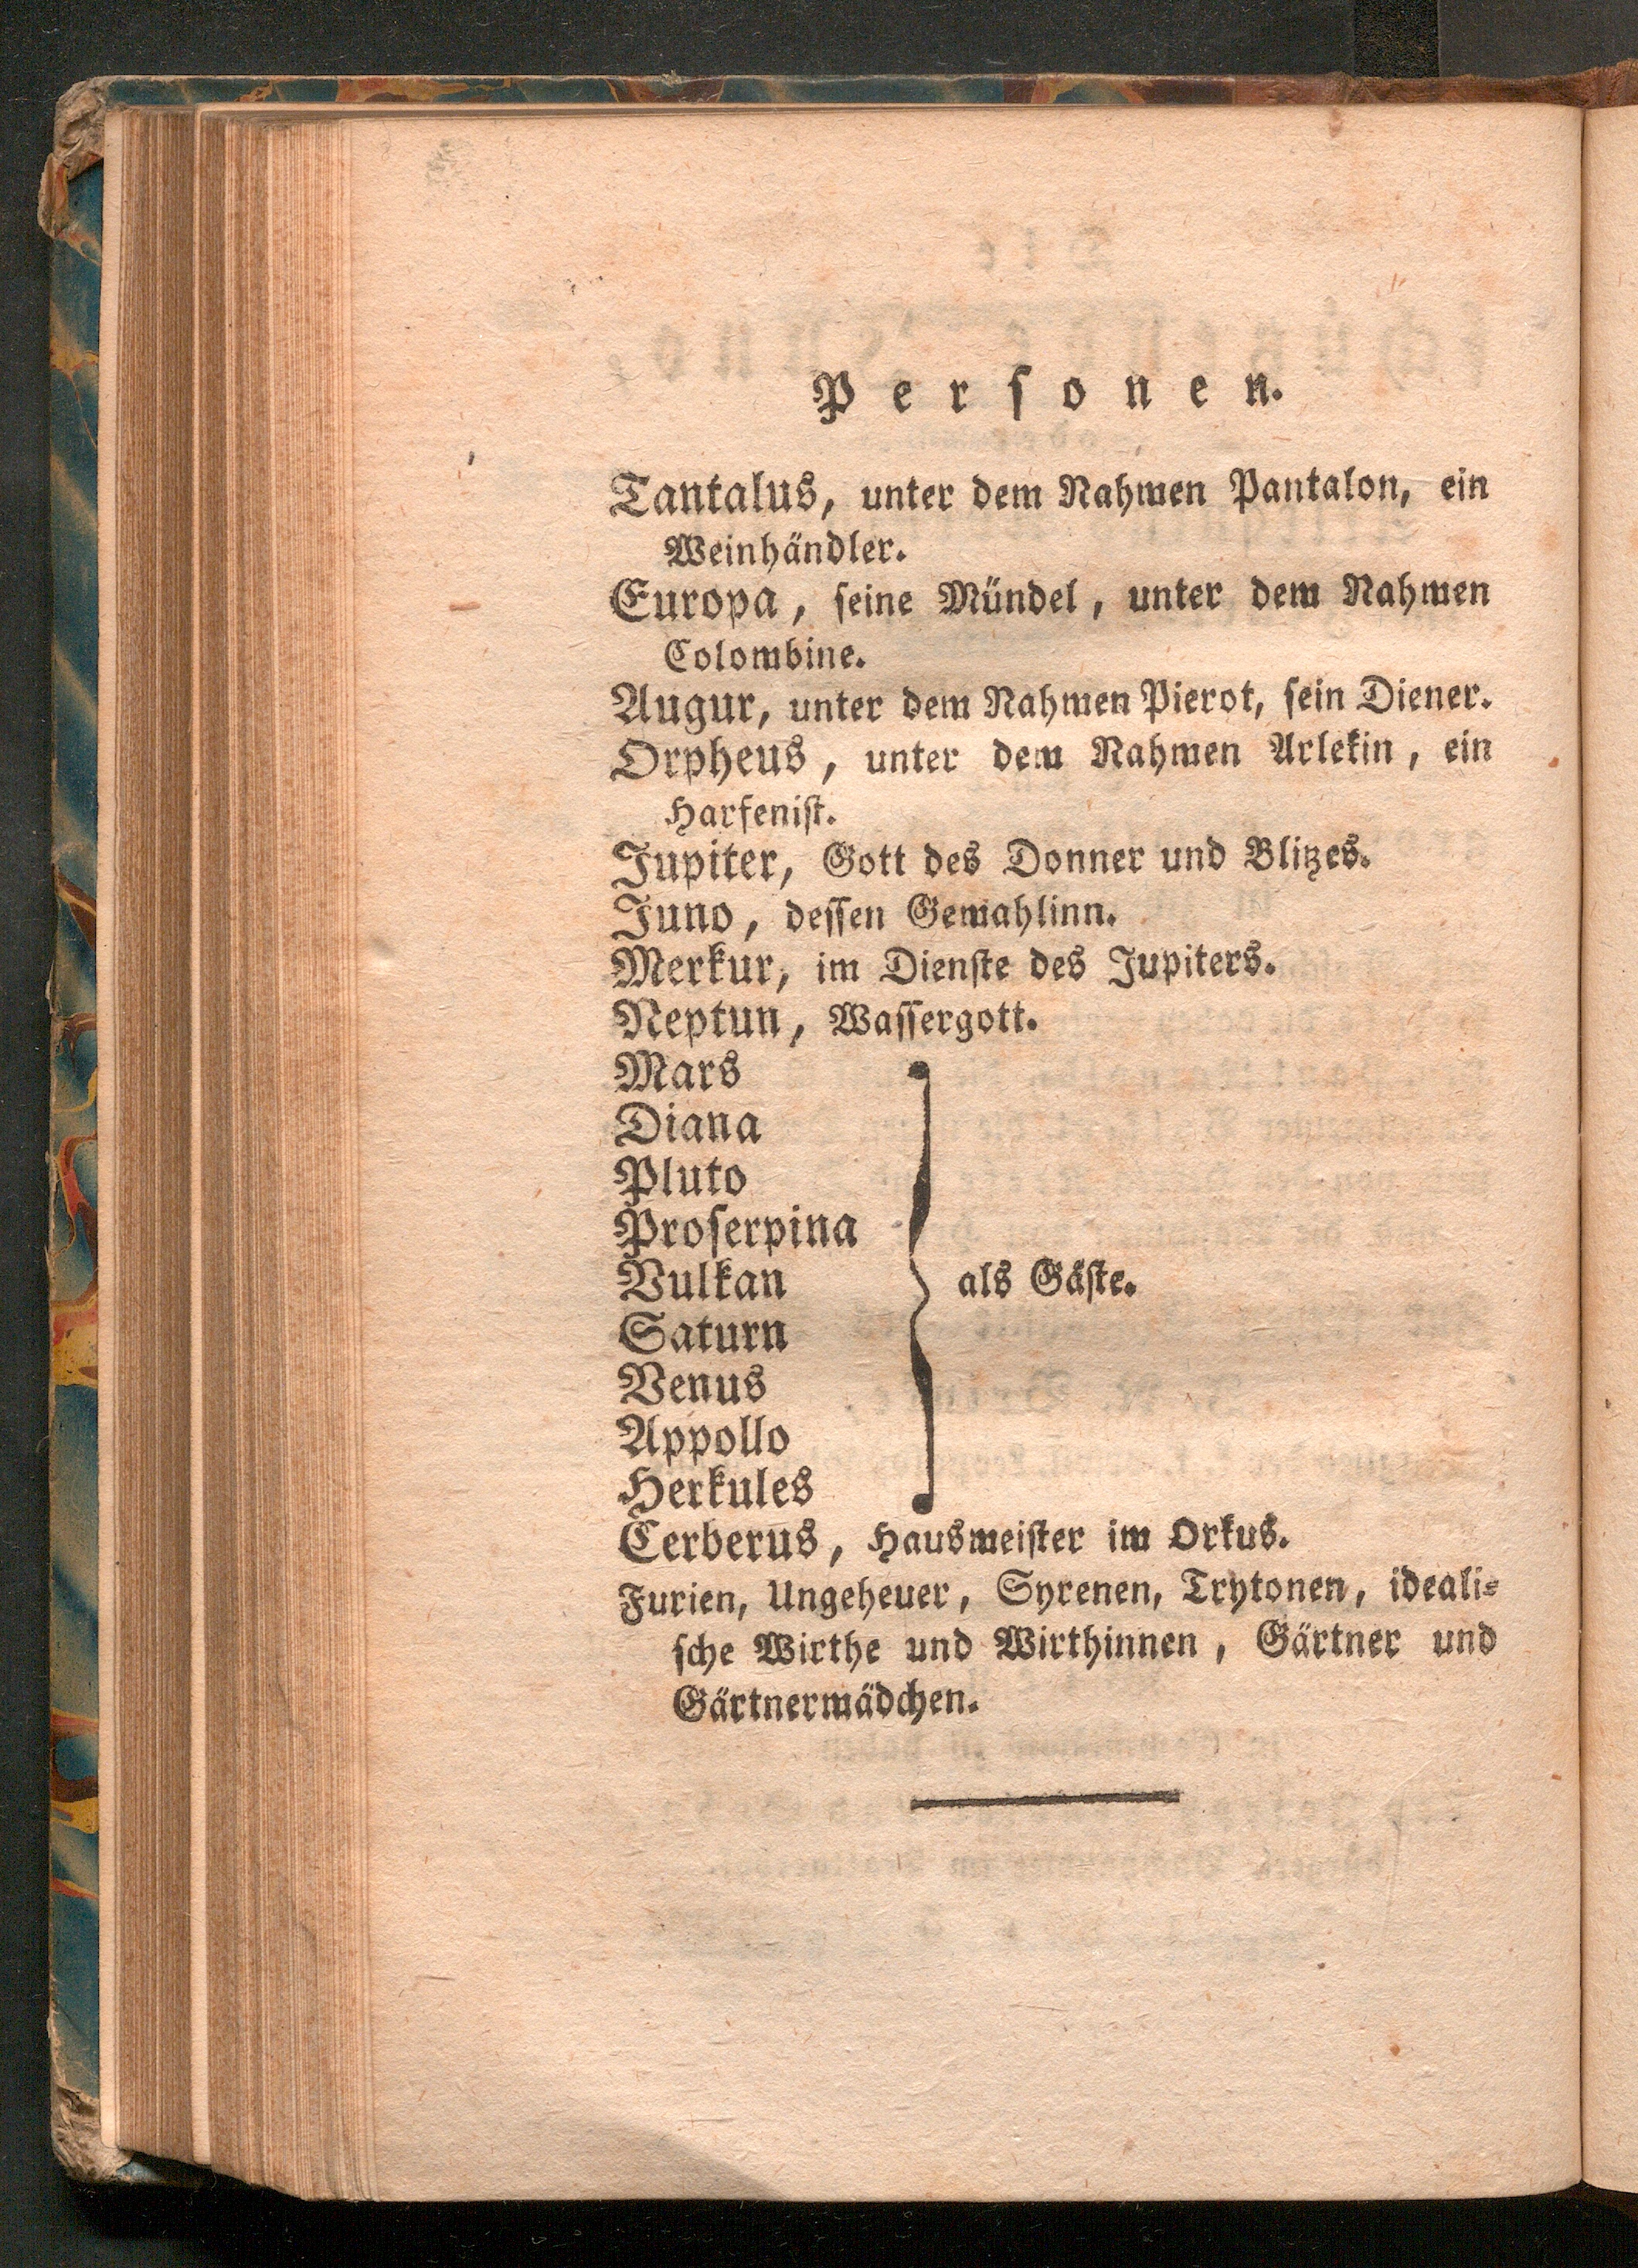 Personen.
Tantalus, unter dem Nahmen Pantalon, ein
Weinhändler.
Europa, seine Mündel, unter dem Nahmen
Colombine.
Augur, unter dem Nahmen Pierot, sein Diener.
Orpheus, unter dem Nahmen Arlekin, ein
Harfenist.
Jupiter, Gott des Donner und Blitzes.
Juno, dessen Gemahlinn.
Merkur, im Dienste des Jupiters.
Neptun, Wassergott.
Mars
Diana
Pluto
Proserpina
Vulkan als Gäste.
Saturn
Venus
Appollo
Herkules
Cerberus, Hausmeister im Orkus.
Furien, Ungeheuer, Syrenen, Trytonen, ideali-
sche Wirthe und Wirthinnen, Gärtner und
Gärtnermädchen.